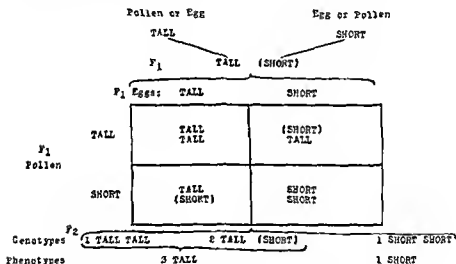 Pollen or Egg Egg or Pollen
TALL SHORT
F1 TALL (SHORT)
F1 Eggs: TALL SHORT
TALL TALL (SHORT)
TALL TALL
F1
Pollen
SHORT TALL SHORT
(SHORT) SHORT
F2
Genotypes 1 TALL TALL 2 TALL (SHORT) 1 SHORT SHORT
Phenotypes 3 TALL 1 SHORT